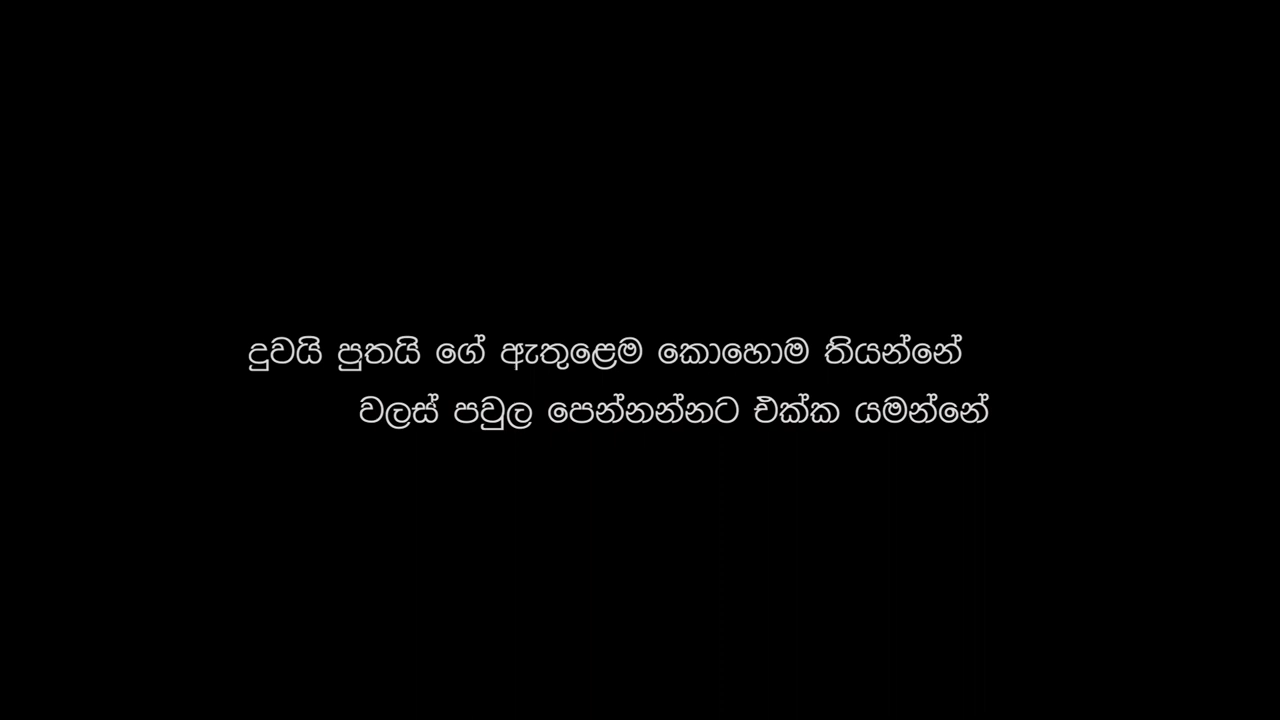 දුවයි පුතයි ගේ ඇතුළෙම කොහොම තියන්නේ
වලස් පවුල පෙන්නන්නට එක්ක යමන්නේ